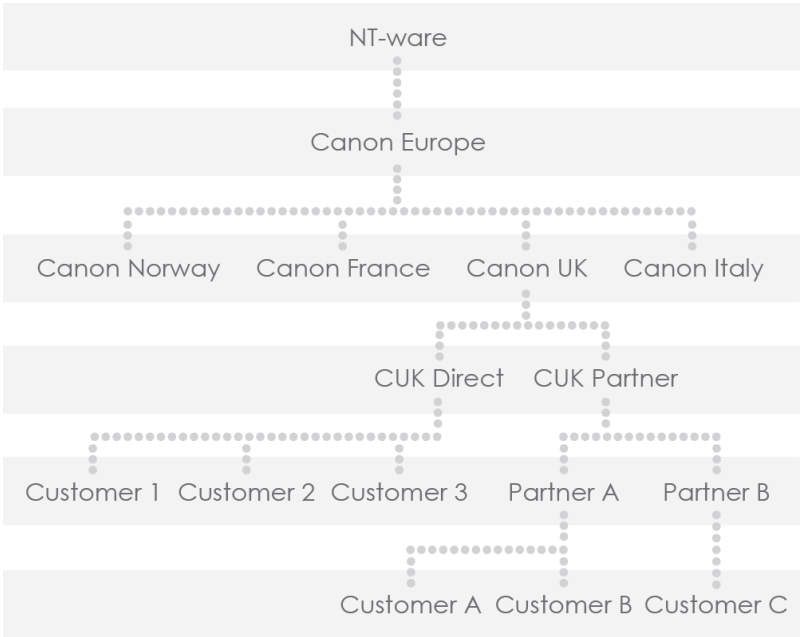 NT-ware
Canon Europe
Canon Norway Canon France Canon UK Canon Italy
CUK Direct CUK Partner
Customer 1 Customer 2 Customer 3 Partner A Partner B
Customer A Customer B Customer C